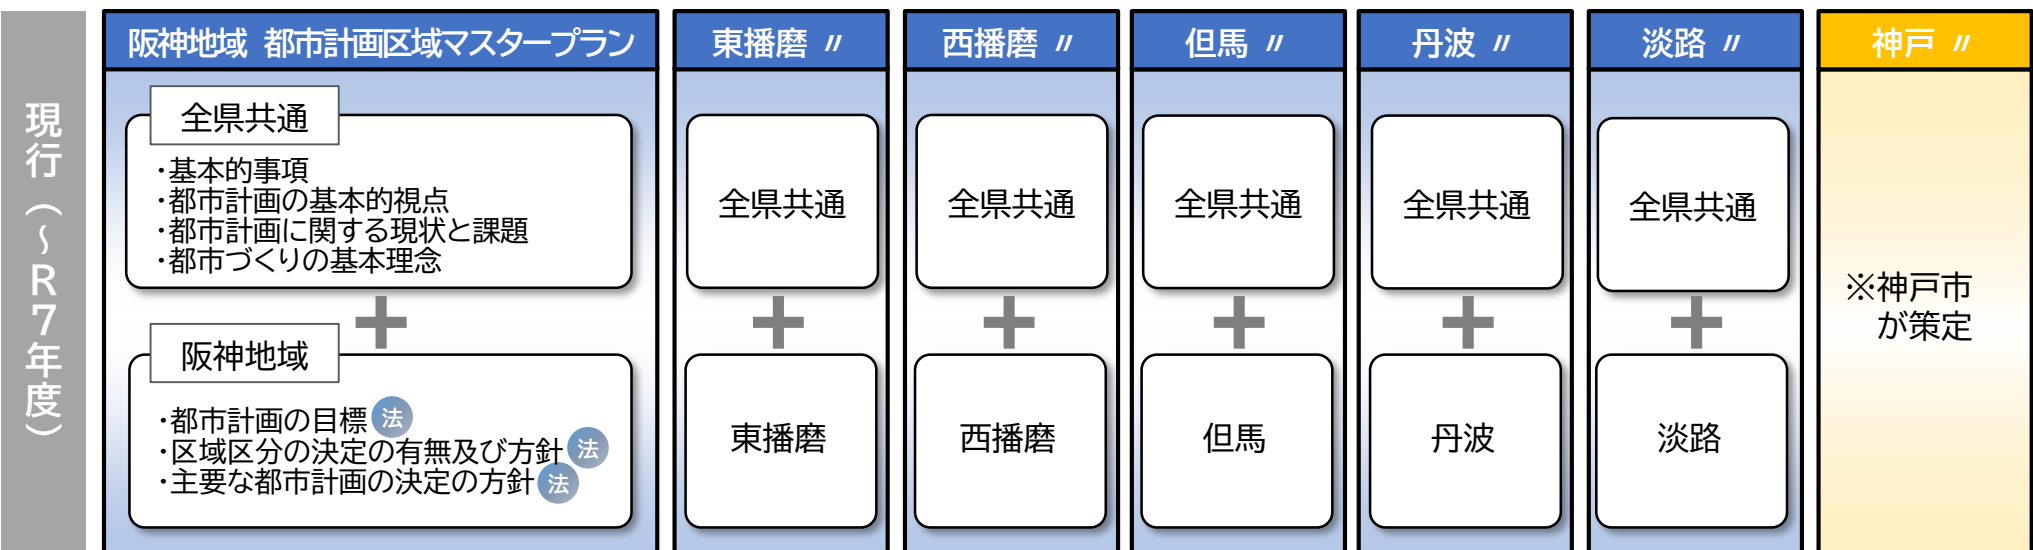 現行（～R7年度）
阪神地域 都市計画区域マスタープラン
全県共通
・基本的事項
・都市計画の基本的視点
・都市計画に関する現状と課題
・都市づくりの基本理念
＋
阪神地域
・都市計画の目標 法
・区域区分の決定の有無及び方針 法
・主要な都市計画の決定の方針 法
東播磨 〃
全県共通
＋
東播磨
西播磨 〃
全県共通
＋
西播磨
但馬 〃
全県共通
＋
但馬
丹波 〃
全県共通
＋
丹波
淡路 〃
全県共通
＋
淡路
神戸 〃
※神戸市
が策定